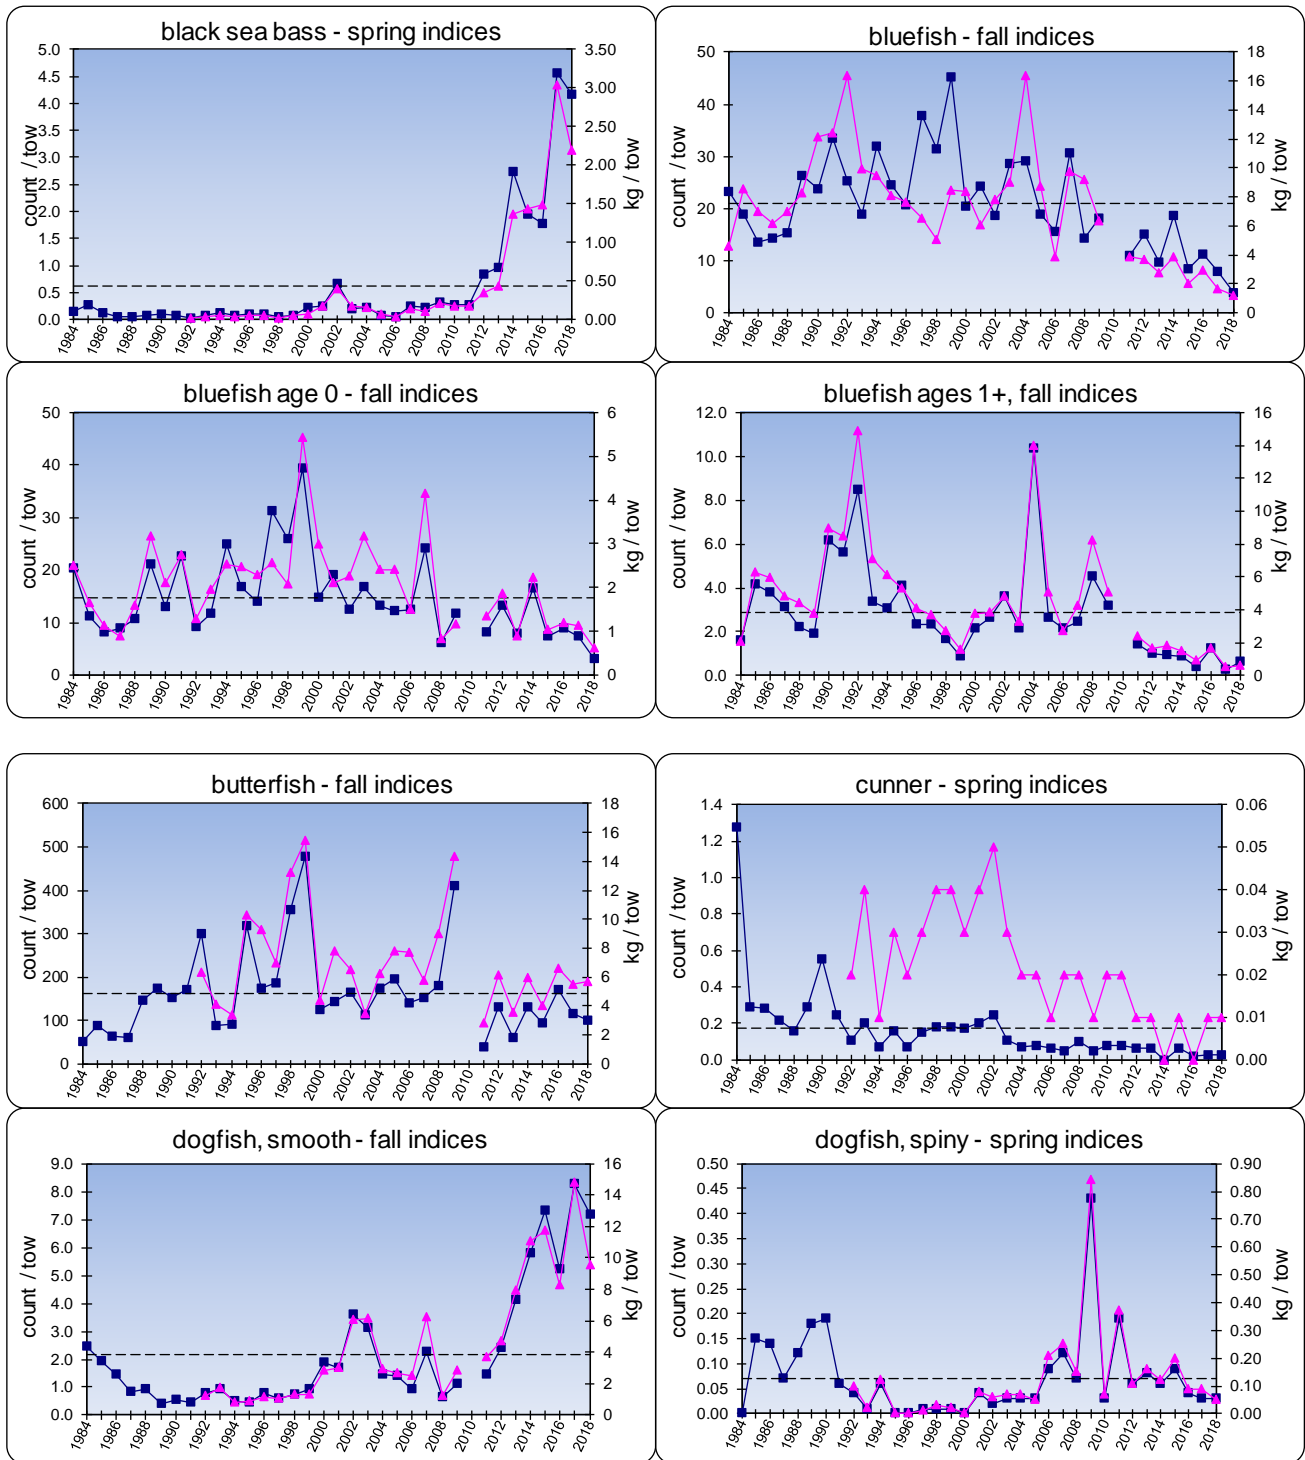 black sea bass - spring indices
5.0 4.5 4.0 3.5 3.0 2.5 2.0 1.5 1.0 0.5 0.0
count / tow
3.50 3.00 2.50 2.00 1.50 1.00 0.50 0.00
kg / tow
1984 1986 1988 1990 1992 1994 1996 1998 2000 2002 2004 2006 2008 2010 2012 2014 2016 2018
bluefish - fall indices
50 40 30 20 10 0
count / tow
18 16 14 12 10 8 6 4 2 0
kg / tow
1984 1986 1988 1990 1992 1994 1996 1998 2000 2002 2004 2006 2008 2010 2012 2014 2016 2018
bluefish age 0 - fall indices
50 40 30 20 10 0
count / tow
6 5 4 3 2 1 0
kg / tow
1984 1986 1988 1990 1992 1994 1996 1998 2000 2002 2004 2006 2008 2010 2012 2014 2016 2018
bluefish ages 1+, fall indices
12.0 10.0 8.0 6.0 4.0 2.0 0.0
count / tow
16 14 12 10 8 6 4 2 0
kg / tow
1984 1986 1988 1990 1992 1994 1996 1998 2000 2002 2004 2006 2008 2010 2012 2014 2016 2018
butterfish - fall indices
600 500 400 300 200 100 0
count / tow
18 16 14 12 10 8 6 4 2 0
kg / tow
1984 1986 1988 1990 1992 1994 1996 1998 2000 2002 2004 2006 2008 2010 2012 2014 2016 2018
cunner - spring indices
1.4 1.2 1.0 0.8 0.6 0.4 0.2 0.0
count / tow
0.06 0.05 0.04 0.03 0.02 0.01 0.00
kg / tow
1984 1986 1988 1990 1992 1994 1996 1998 2000 2002 2004 2006 2008 2010 2012 2014 2016 2018
dogfish, smooth - fall indices
9.0 8.0 7.0 6.0 5.0 4.0 3.0 2.0 1.0 0.0
count / tow
16 14 12 10 8 6 4 2 0
kg / tow
1984 1986 1988 1990 1992 1994 1996 1998 2000 2002 2004 2006 2008 2010 2012 2014 2016 2018
dogfish, spiny - spring indices
0.50 0.45 0.40 0.35 0.30 0.25 0.20 0.15 0.10 0.05 0.00
count / tow
0.90 0.80 0.70 0.60 0.50 0.40 0.30 0.20 0.10 0.00
kg / tow
1984 1986 1988 1990 1992 1994 1996 1998 2000 2002 2004 2006 2008 2010 2012 2014 2016 2018